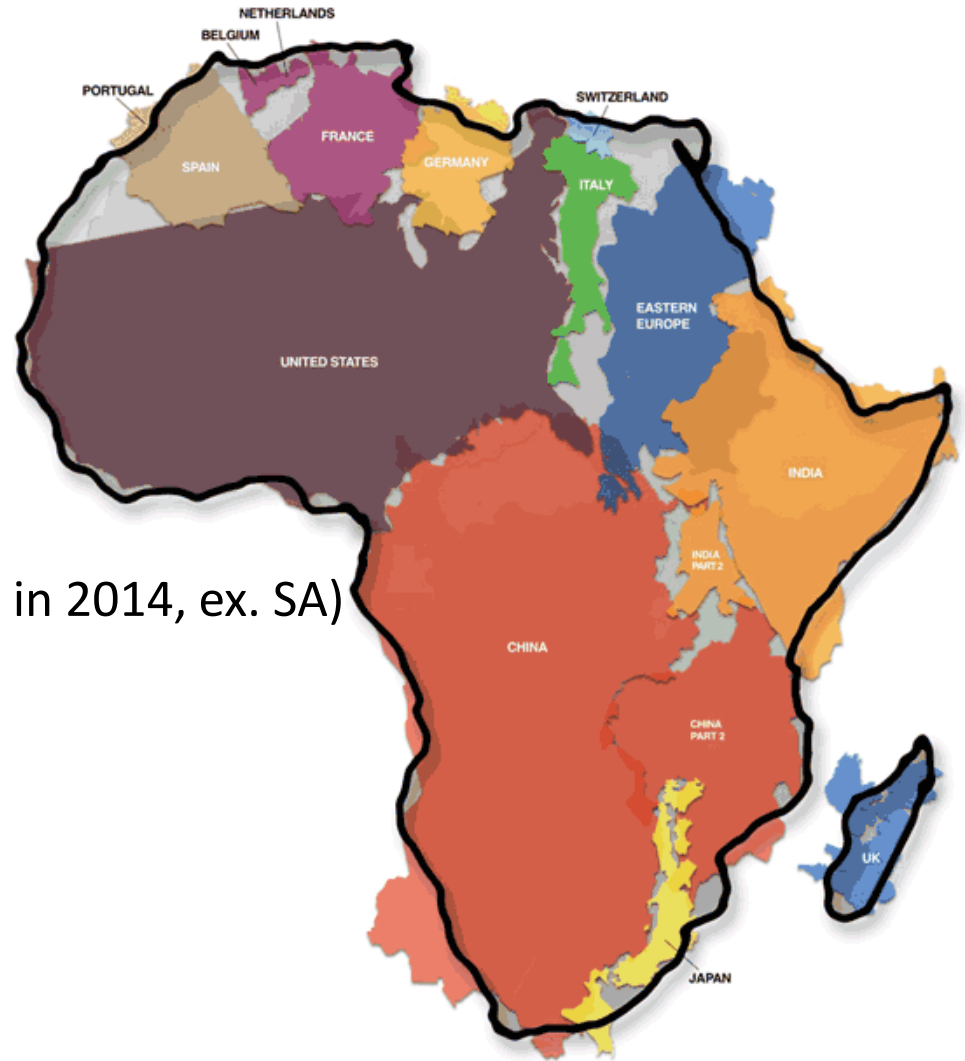 NETHERLANDS
BELGIUM
PORTUGAL
SWITZERLAND
FRANCE
GERMANY
SPAIN
ITALY
EASTERN
EUROPE
UNITED STATES
INDIA
INDIA
PART 2
in 2014, ex. SA)
CHINA
CHINA
PART 2
UK
JAPAN